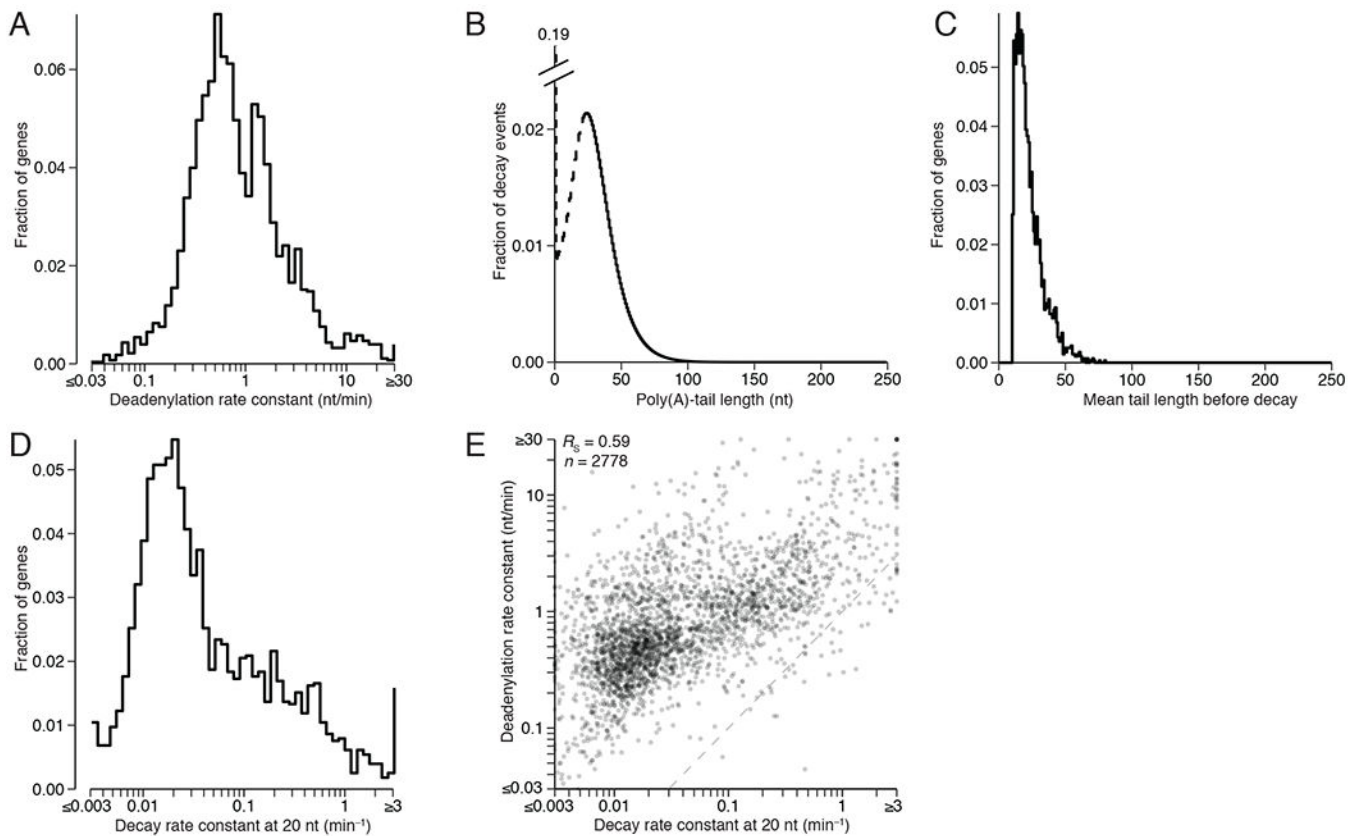 A
Fraction of genes
0.06
0.04
0.02
0.00
≤0.003 0.1 1 10 ≥30
Deadenylation rate constant (nt/min)
B
0.19
Fraction of decay events
0.02
0.01
0.00
0 50 100 150 200 250
Poly(A)-tail length (nt)
C
Fraction of genes
0.05
0.04
0.03
0.02
0.01
0.00
0 50 100 150 200 250
Mean tail length before decay
D
Fraction of genes
0.05
0.04
0.03
0.02
0.01
0.00
≤0.003 0.01 0.1 1 ≥3
Decay rate constant at 20 nt (min⁻¹)
E
Rs = 0.59
n = 2778
Deadenylation rate constant (nt/min)
≥30
10
1
0.1
≤0.03
≤0.003 0.01 0.1 1 ≥3
Decay rate constant at 20 nt (min⁻¹)